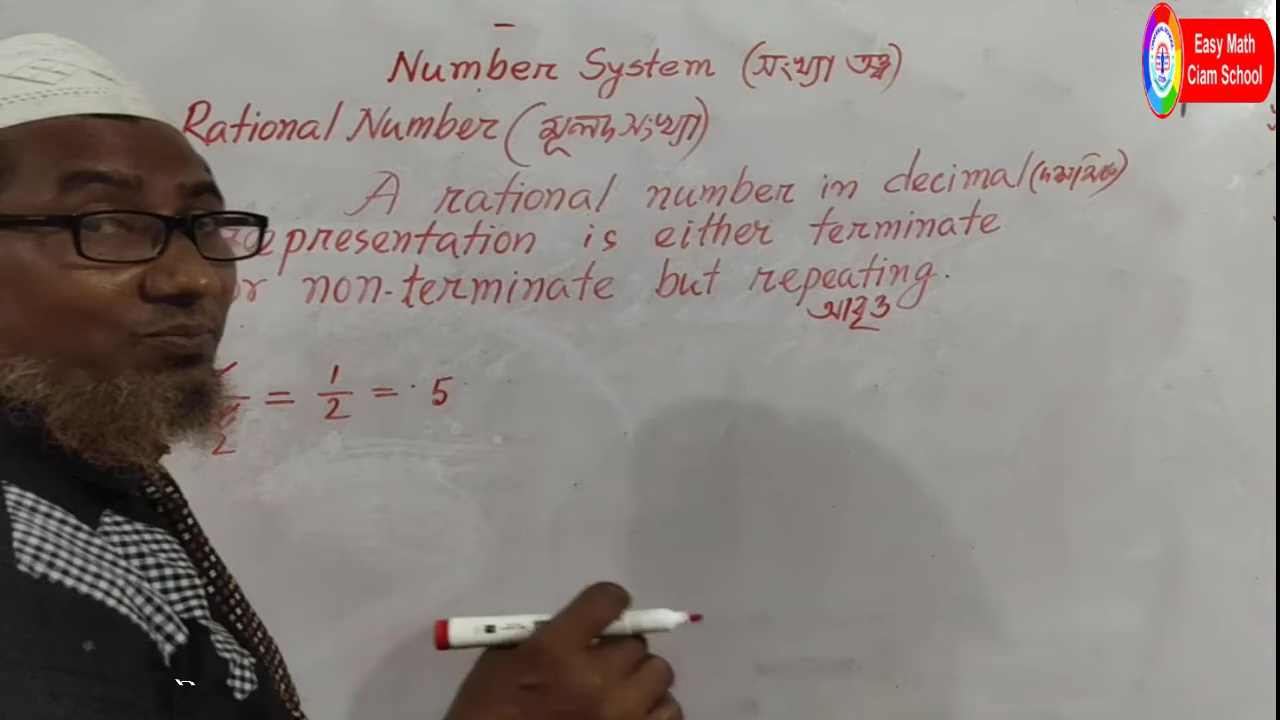 Number System (সংখ্যা তত্ত্ব)
Rational Number (মূলদ সংখ্যা)
A rational number in decimal (দশমিক)
representation is either terminate
or non-terminate but repeating.
আবৃত
= 1/2 = .5
Easy Math
Ciam School